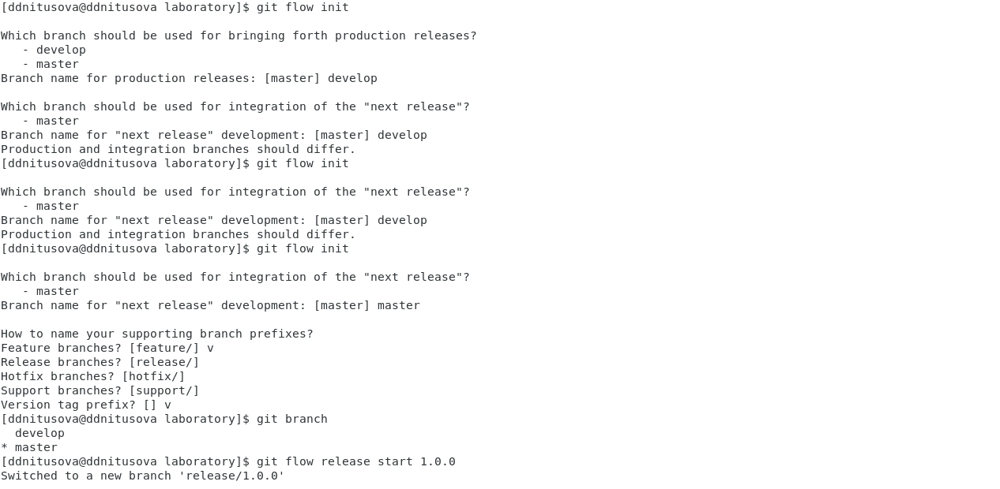 [ddnitusova@ddnitusova laboratory]$ git flow init
Which branch should be used for bringing forth production releases?
   - develop
   - master
Branch name for production releases: [master] develop
Which branch should be used for integration of the "next release"?
   - master
Branch name for "next release" development: [master] develop
Production and integration branches should differ.
[ddnitusova@ddnitusova laboratory]$ git flow init
Which branch should be used for integration of the "next release"?
   - master
Branch name for "next release" development: [master] develop
Production and integration branches should differ.
[ddnitusova@ddnitusova laboratory]$ git flow init
Which branch should be used for integration of the "next release"?
   - master
Branch name for "next release" development: [master] master
How to name your supporting branch prefixes?
Feature branches? [feature/] v
Release branches? [release/]
Hotfix branches? [hotfix/]
Support branches? [support/]
Version tag prefix? [] v
[ddnitusova@ddnitusova laboratory]$ git branch
  develop
* master
[ddnitusova@ddnitusova laboratory]$ git flow release start 1.0.0
Switched to a new branch 'release/1.0.0'